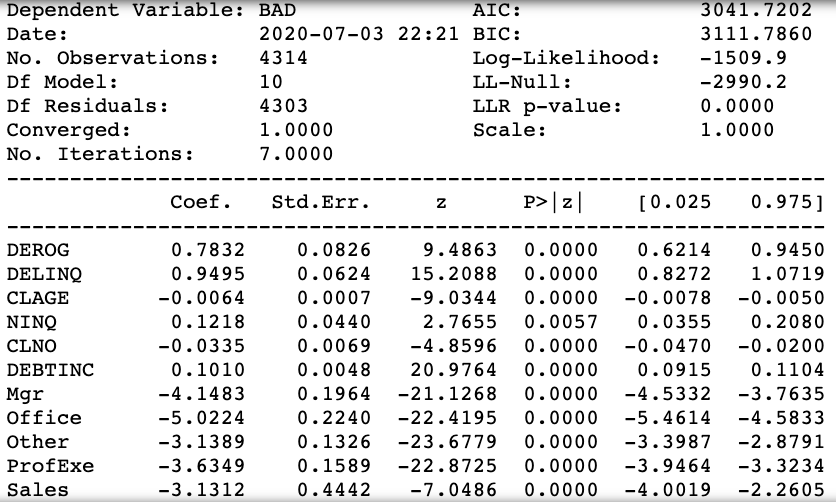 Dependent Variable: BAD AIC: 3041.7202
Date: 2020-07-03 22:21 BIC: 3111.7860
No. Observations: 4314 Log-Likelihood: -1509.9
Df Model: 10 LL-Null: -2990.2
Df Residuals: 4303 LLR p-value: 0.0000
Converged: 1.0000 Scale: 1.0000
No. Iterations: 7.0000
Coef. Std.Err. z P>|z| [0.025 0.975]
DEROG 0.7832 0.0826 9.4863 0.0000 0.6214 0.9450
DELINQ 0.9495 0.0624 15.2088 0.0000 0.8272 1.0719
CLAGE -0.0064 0.0007 -9.0344 0.0000 -0.0078 -0.0050
NINQ 0.1218 0.0440 2.7655 0.0057 0.0355 0.2080
CLNO -0.0335 0.0069 -4.8596 0.0000 -0.0470 -0.0200
DEBTINC 0.1010 0.0048 20.9764 0.0000 0.0915 0.1104
Mgr -4.1483 0.1964 -21.1268 0.0000 -4.5332 -3.7635
Office -5.0224 0.2240 -22.4195 0.0000 -5.4614 -4.5833
Other -3.1389 0.1326 -23.6779 0.0000 -3.3987 -2.8791
ProfExe -3.6349 0.1589 -22.8725 0.0000 -3.9464 -3.3234
Sales -3.1312 0.4442 -7.0486 0.0000 -4.0019 -2.2605